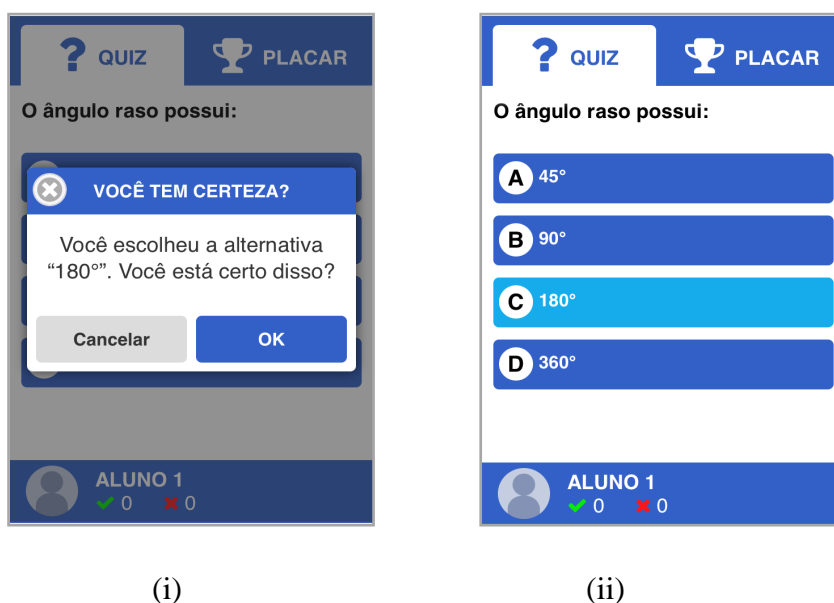 QUIZ
PLACAR
O ângulo raso possui:
VOCÊ TEM CERTEZA?
Você escolheu a alternativa
“180°”. Você está certo disso?
Cancelar
OK
ALUNO 1
0
0
(i)
QUIZ
PLACAR
O ângulo raso possui:
A 45°
B 90°
C 180°
D 360°
ALUNO 1
0
0
(ii)